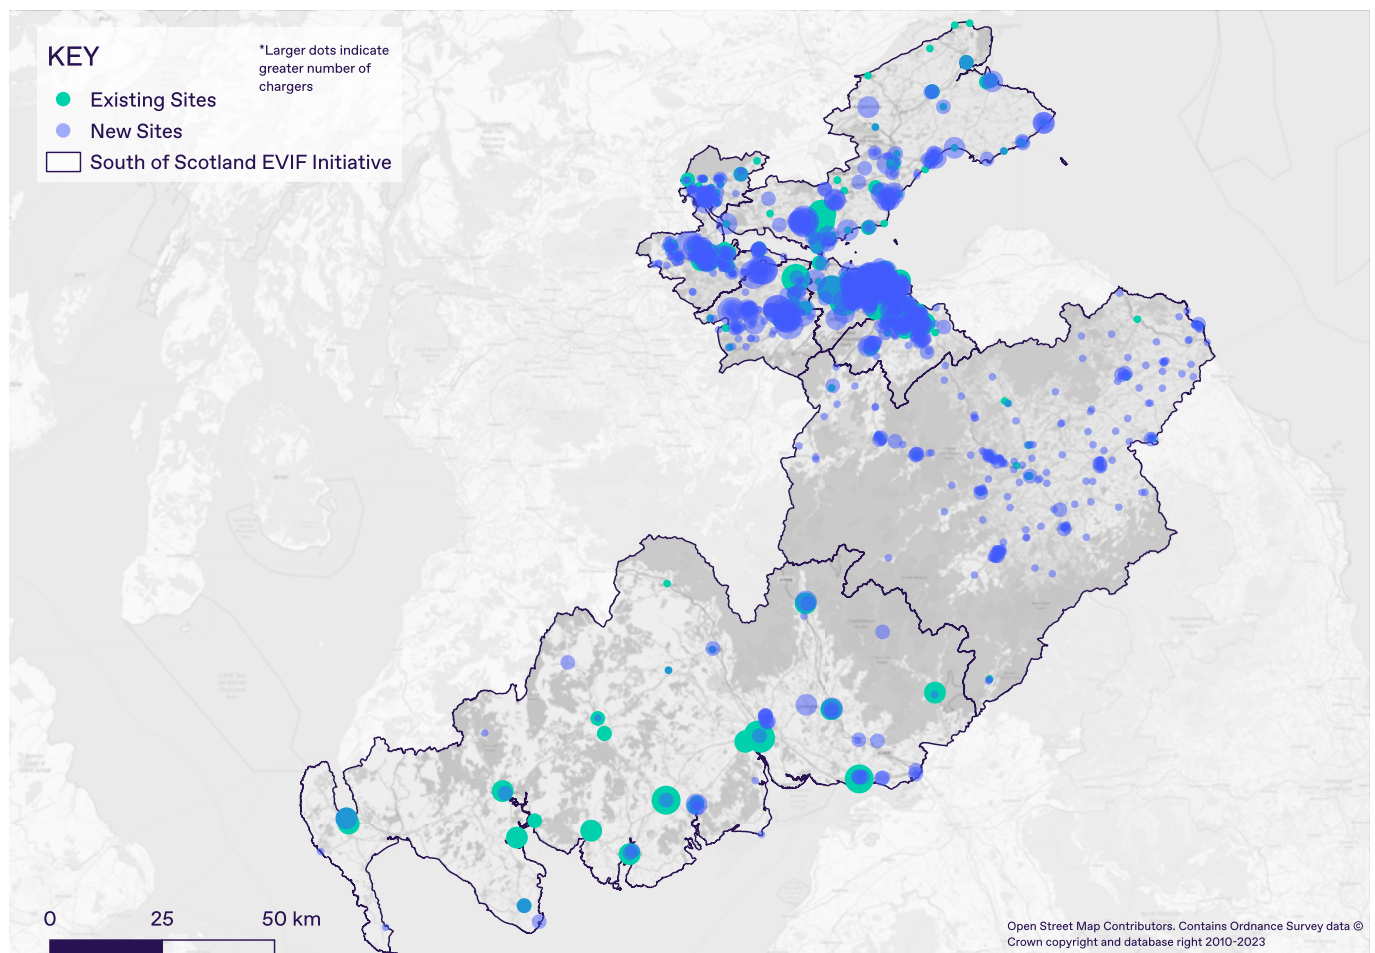 KEY
*Larger dots indicate
greater number of
chargers
Existing Sites
New Sites
South of Scotland EVIF Initiative
0 25 50 km
Open Street Map Contributors. Contains Ordnance Survey data ©
Crown copyright and database right 2010-2023